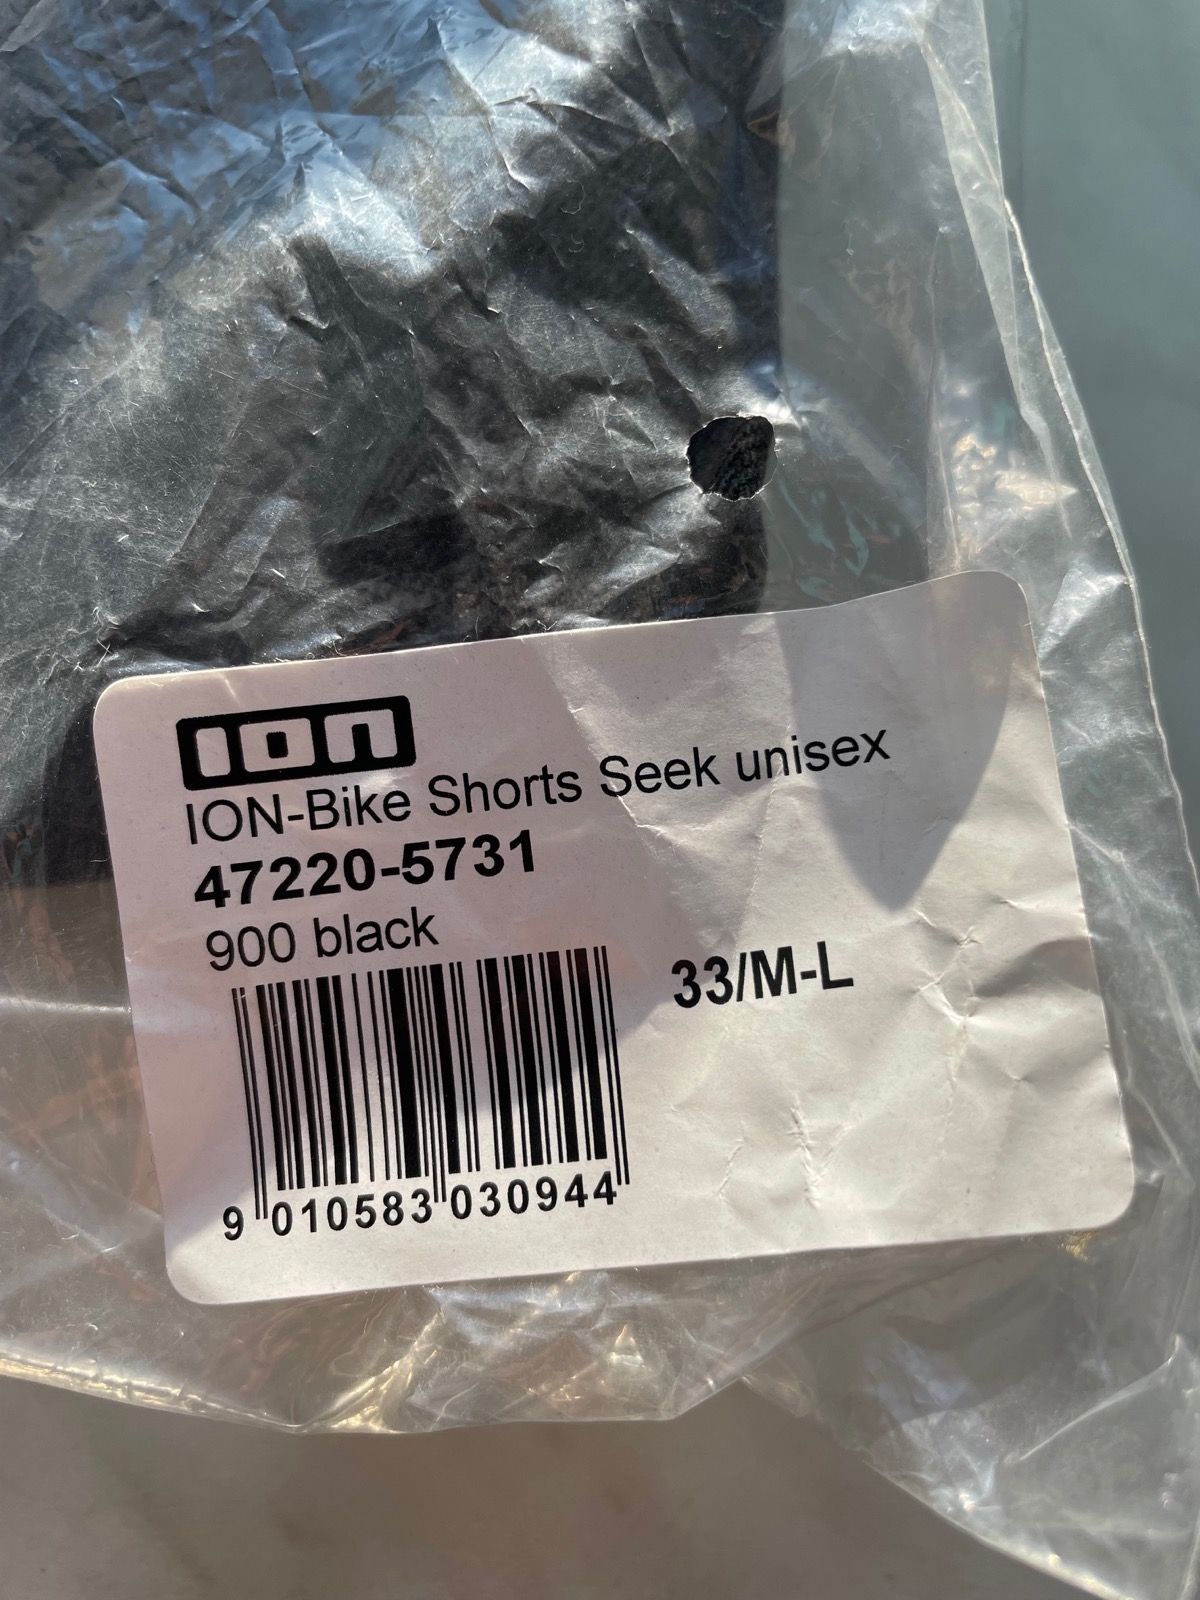 ION
ION-Bike Shorts Seek unisex
47220-5731
900 black
33/M-L
9 010583 030944